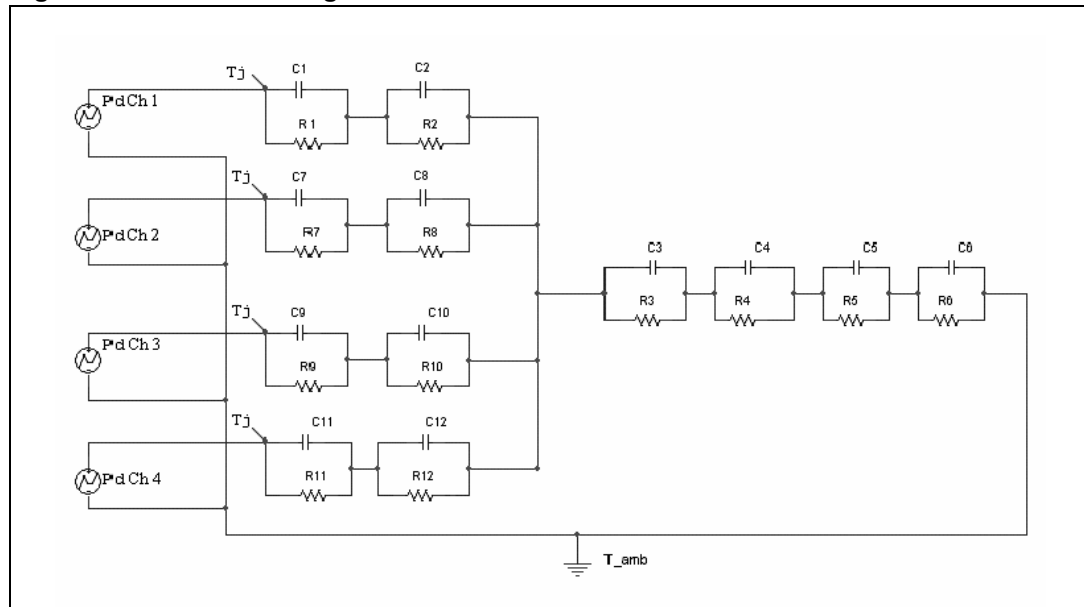 Tj
C1
C2
PdCh1
R1
R2
Tj
C7
C8
PdCh2
R7
R8
C3
C4
C5
C6
R3
R4
R5
R6
Tj
C9
C10
PdCh3
R9
R10
Tj
C11
C12
PdCh4
R11
R12
T_amb